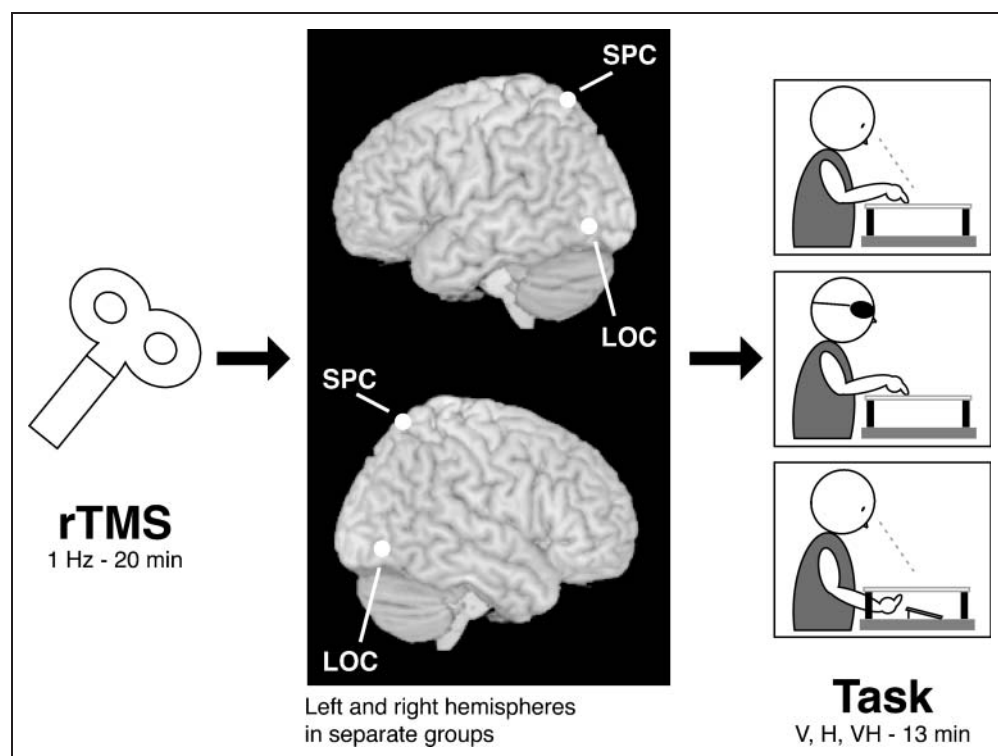 rTMS
1 Hz - 20 min
SPC
LOC
SPC
LOC
Left and right hemispheres
in separate groups
Task
V, H, VH - 13 min